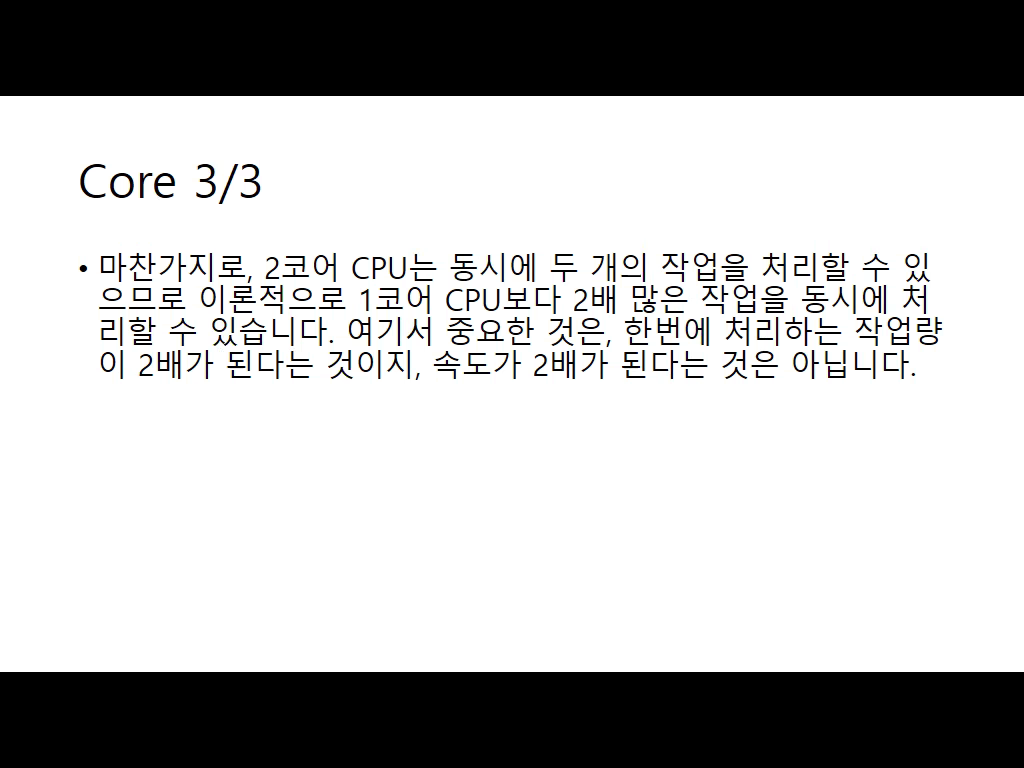 Core 3/3
• 마찬가지로, 2코어 CPU는 동시에 두 개의 작업을 처리할 수 있
으므로 이론적으로 1코어 CPU보다 2배 많은 작업을 동시에 처
리할 수 있습니다. 여기서 중요한 것은, 한번에 처리하는 작업량
이 2배가 된다는 것이지, 속도가 2배가 된다는 것은 아닙니다.